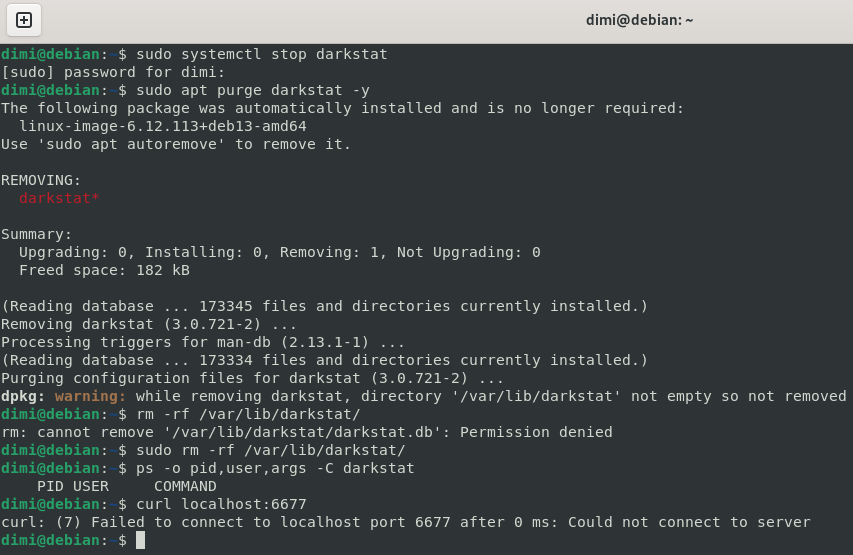 dimi@debian: ~
dimi@debian:~$ sudo systemctl stop darkstat
[sudo] password for dimi:
dimi@debian:~$ sudo apt purge darkstat -y
The following package was automatically installed and is no longer required:
  linux-image-6.12.113+deb13-amd64
Use 'sudo apt autoremove' to remove it.

REMOVING:
  darkstat*

Summary:
  Upgrading: 0, Installing: 0, Removing: 1, Not Upgrading: 0
  Freed space: 182 kB

(Reading database ... 173345 files and directories currently installed.)
Removing darkstat (3.0.721-2) ...
Processing triggers for man-db (2.13.1-1) ...
(Reading database ... 173334 files and directories currently installed.)
Purging configuration files for darkstat (3.0.721-2) ...
dpkg: warning: while removing darkstat, directory '/var/lib/darkstat' not empty so not removed
dimi@debian:~$ rm -rf /var/lib/darkstat/
rm: cannot remove '/var/lib/darkstat/darkstat.db': Permission denied
dimi@debian:~$ sudo rm -rf /var/lib/darkstat/
dimi@debian:~$ ps -o pid,user,args -C darkstat
    PID USER     COMMAND
dimi@debian:~$ curl localhost:6677
curl: (7) Failed to connect to localhost port 6677 after 0 ms: Could not connect to server
dimi@debian:~$